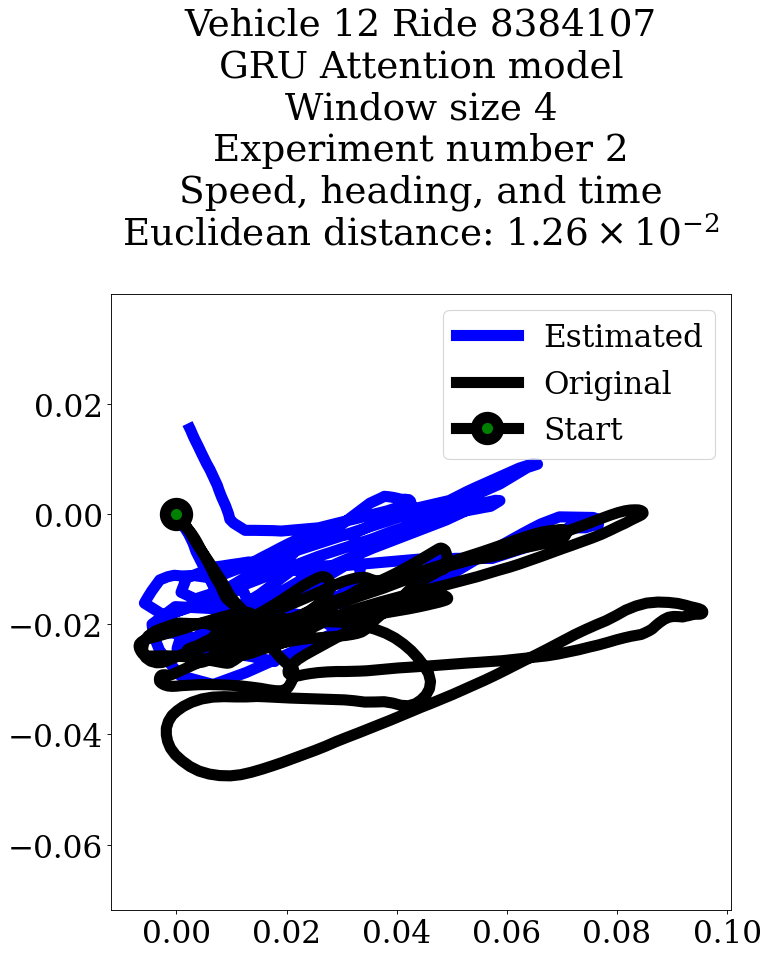 Vehicle 12 Ride 8384107
GRU Attention model
Window size 4
Experiment number 2
Speed, heading, and time
Euclidean distance: 1.26 × 10⁻²
Estimated
Original
Start
0.02
0.00
−0.02
−0.04
−0.06
0.00 0.02 0.04 0.06 0.08 0.10